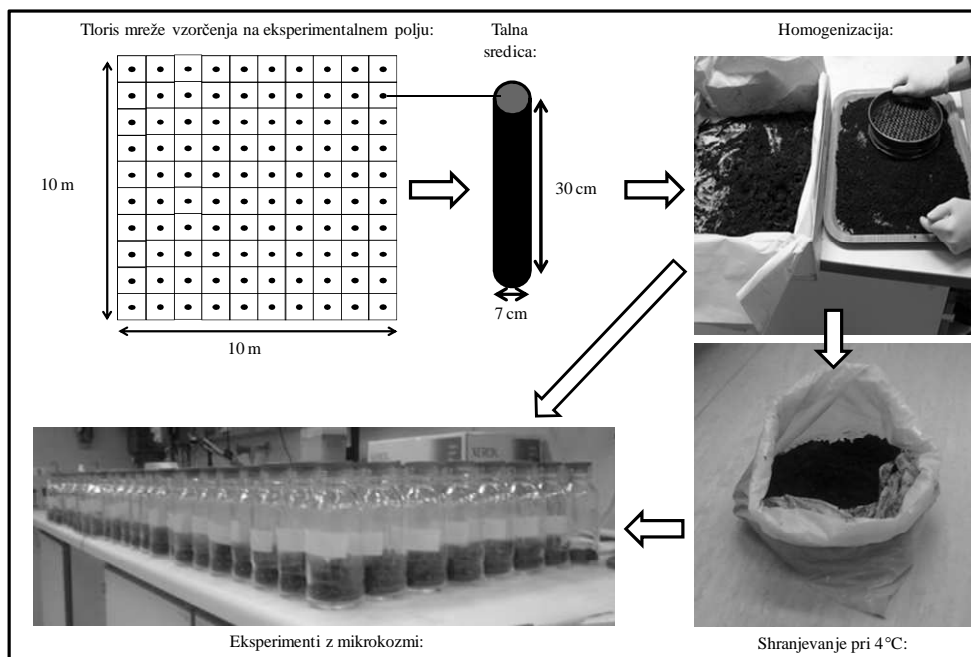 Tloris mreže vzorčenja na eksperimentalnem polju:
Talna
sredica:
Homogenizacija:
10 m
30 cm
7 cm
10 m
XEROX
Eksperimenti z mikrokozmi:
Shranjevanje pri 4°C: